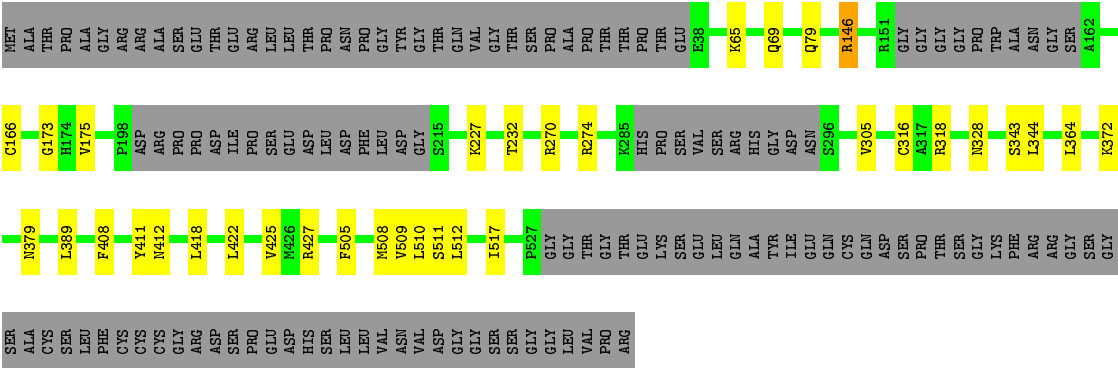 MET ALA THR PRO ALA GLY ARG ARG ALA SER GLU THR GLU ARG LEU LEU THR PRO ASN PRO GLY TYR GLY THR GLN VAL GLY THR SER PRO ALA PRO THR THR PRO THR GLU E38 K65 Q69 Q79 R146 R151 GLY GLY GLY GLY PRO TRP ALA ASN GLY SER A162
C166 G173 H174 V175 P198 ASP ARG PRO PRO ASP ILE PRO SER GLU ASP LEU ASP PHE LEU ASP GLY S215 K227 T232 R270 R274 K285 HIS PRO SER VAL SER ARG HIS GLY ASP ASN S296 V305 C316 A317 R318 N328 S343 L344 L364 K372
N379 L389 F408 Y411 N412 L418 L422 V425 M426 R427 F505 M508 V509 L510 S511 L512 I517 P527 GLY GLY THR GLY THR GLU LYS SER GLU LEU GLN ALA TYR ILE GLU GLN CYS GLN ASP SER PRO THR SER GLY LYS PHE ARG ARG GLY SER GLY
SER ALA CYS SER LEU PHE CYS CYS CYS GLY ARG ASP SER PRO GLU ASP HIS SER LEU LEU VAL ASN VAL ASP GLY GLY SER SER GLY GLY LEU VAL PRO ARG